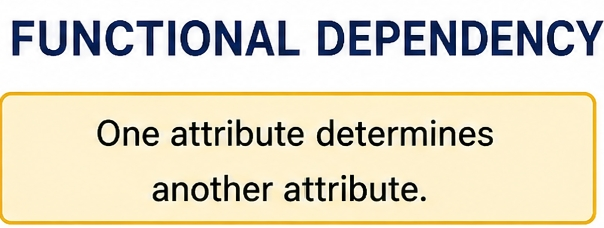 FUNCTIONAL DEPENDENCY
One attribute determines
another attribute.